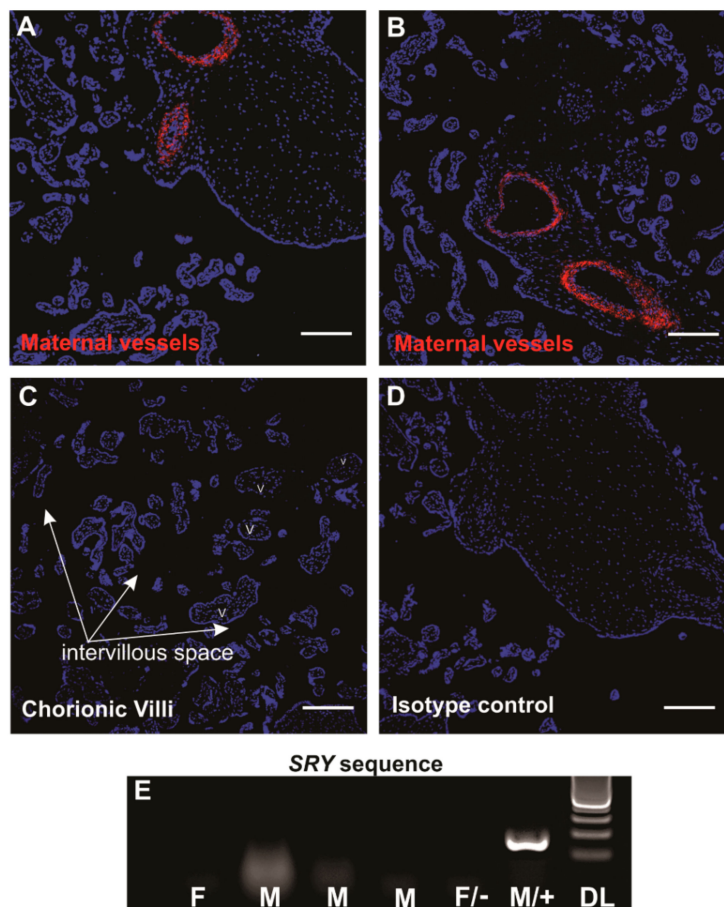 A
Maternal vessels
B
Maternal vessels
C
v
v
V
v
intervillous space
Chorionic Villi
D
Isotype control
SRY sequence
E
F M M M F/- M/+ DL